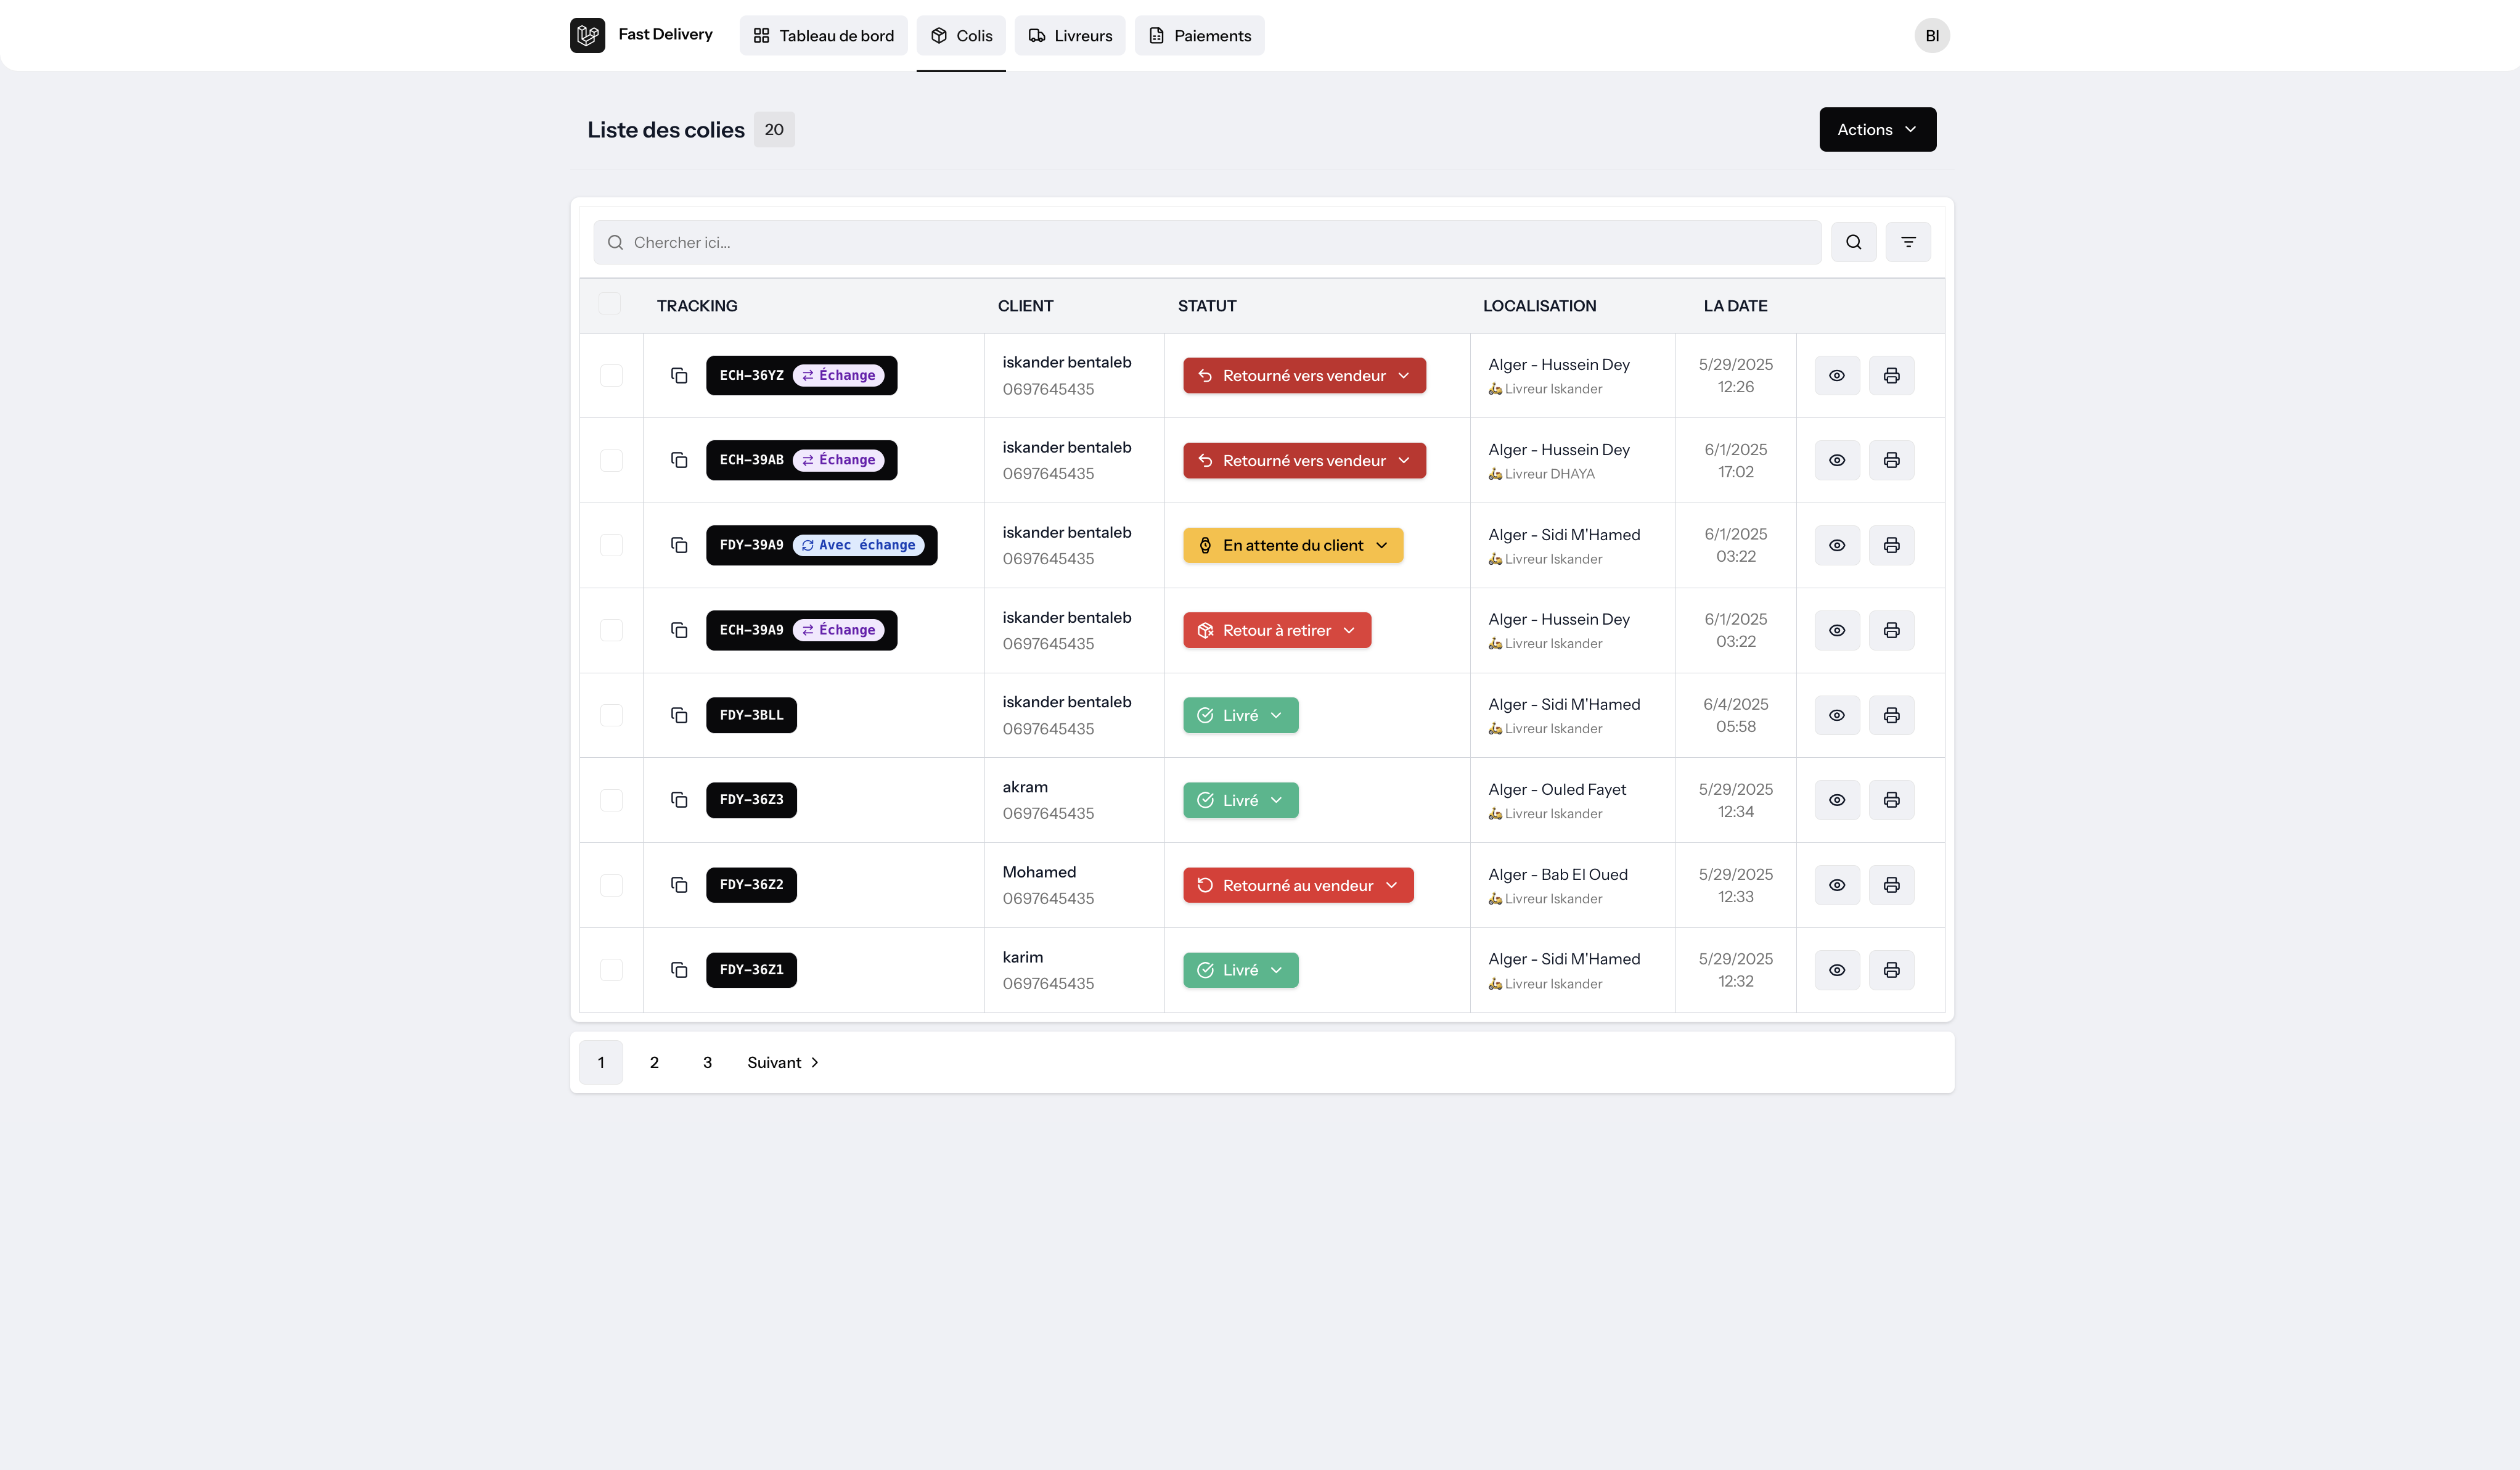 Fast Delivery
Tableau de bord
Colis
Livreurs
Paiements
BI
Liste des colies
20
Actions
Chercher ici...
TRACKING
CLIENT
STATUT
LOCALISATION
LA DATE
ECH-36YZ Échange
iskander bentaleb
0697645435
Retourné vers vendeur
Alger - Hussein Dey
Livreur Iskander
5/29/2025
12:26
ECH-39AB Échange
iskander bentaleb
0697645435
Retourné vers vendeur
Alger - Hussein Dey
Livreur DHAYA
6/1/2025
17:02
FDY-39A9 Avec échange
iskander bentaleb
0697645435
En attente du client
Alger - Sidi M'Hamed
Livreur Iskander
6/1/2025
03:22
ECH-39A9 Échange
iskander bentaleb
0697645435
Retour à retirer
Alger - Hussein Dey
Livreur Iskander
6/1/2025
03:22
FDY-3BLL
iskander bentaleb
0697645435
Livré
Alger - Sidi M'Hamed
Livreur Iskander
6/4/2025
05:58
FDY-36Z3
akram
0697645435
Livré
Alger - Ouled Fayet
Livreur Iskander
5/29/2025
12:34
FDY-36Z2
Mohamed
0697645435
Retourné au vendeur
Alger - Bab El Oued
Livreur Iskander
5/29/2025
12:33
FDY-36Z1
karim
0697645435
Livré
Alger - Sidi M'Hamed
Livreur Iskander
5/29/2025
12:32
1 2 3 Suivant